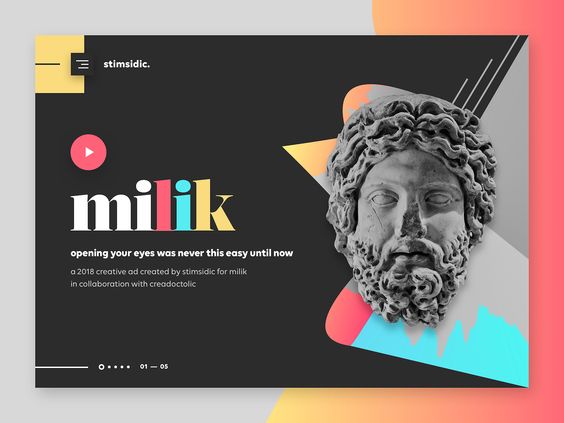 stimsidic.
milik
opening your eyes was never this easy until now
a 2018 creative ad created by stimsidic for milik
in collaboration with creadoctolic
01 — 05